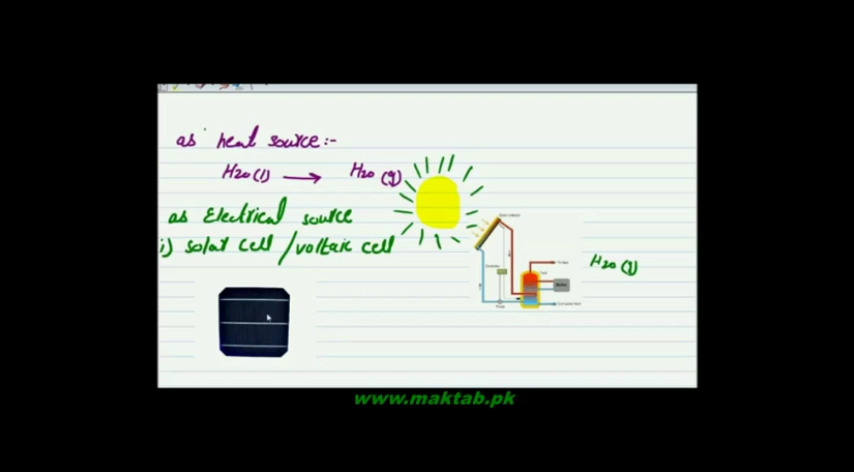 as heat source:-
H2O(l) → H2O(g)
as Electrical source
i) solar cell / voltaic cell
H2O(g)
www.maktab.pk